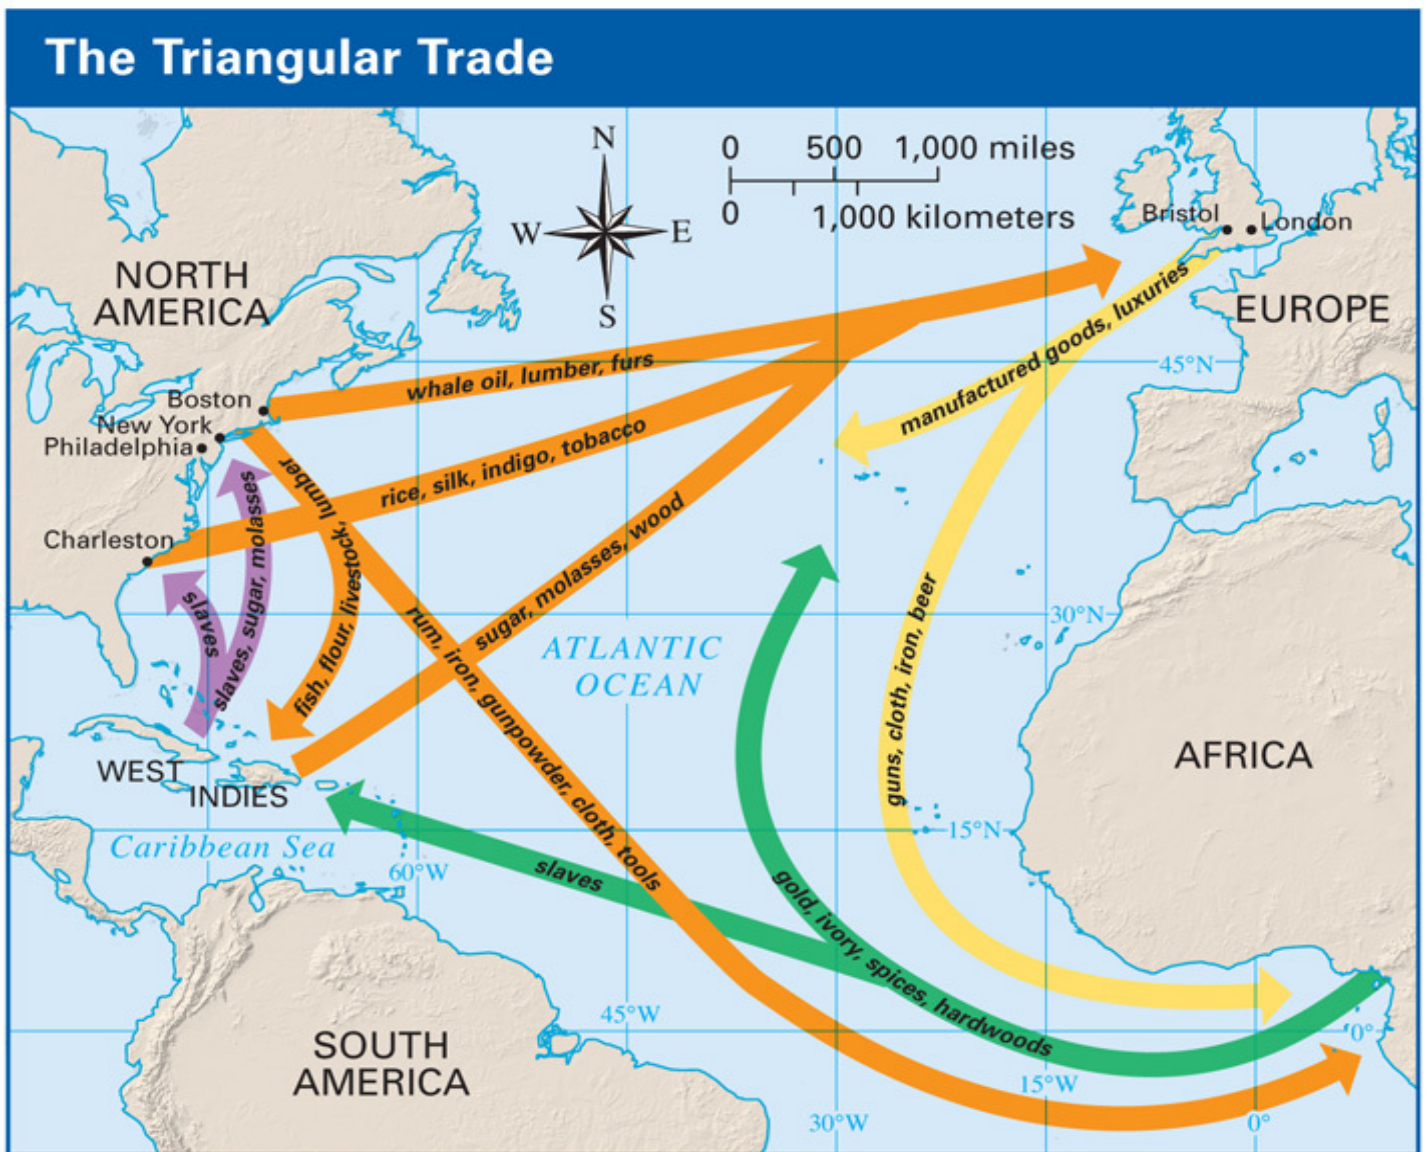 The Triangular Trade
N
W
E
S
0 500 1,000 miles
0 1,000 kilometers
Bristol
London
NORTH
AMERICA
EUROPE
manufactured goods, luxuries
whale oil, lumber, furs
45°N
Boston
New York
Philadelphia
rice, silk, indigo, tobacco
lumber
fish, flour, livestock, lumber
slaves, sugar, molasses
Charleston
slaves
sugar, molasses, wood
rum, iron, gunpowder, cloth, tools
guns, cloth, iron, beer
30°N
ATLANTIC
OCEAN
AFRICA
WEST
INDIES
15°N
Caribbean Sea
60°W
slaves
gold, ivory, spices, hardwoods
45°W
0°
SOUTH
AMERICA
15°W
30°W
0°